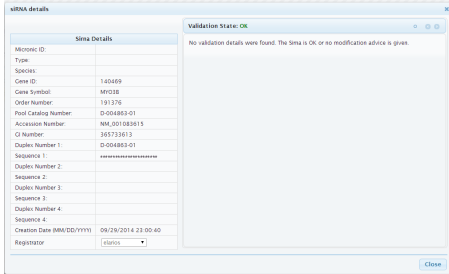 siRNA details
Sirna Details
Micronic ID:
Type:
Species:
Gene ID: 140469
Gene Symbol: MYO3B
Order Number: 191376
Pool Catalog Number: D-004863-01
Accession Number: NM_001083615
GI Number: 365733613
Duplex Number 1: D-004863-01
Sequence 1: **********************
Duplex Number 2:
Sequence 2:
Duplex Number 3:
Sequence 3:
Duplex Number 4:
Sequence 4:
Creation Date (MM/DD/YYYY) 09/29/2014 23:00:40
Registrator elarios
Validation State: OK
No validation details were found. The Sirna is OK or no modification advice is given.
Close